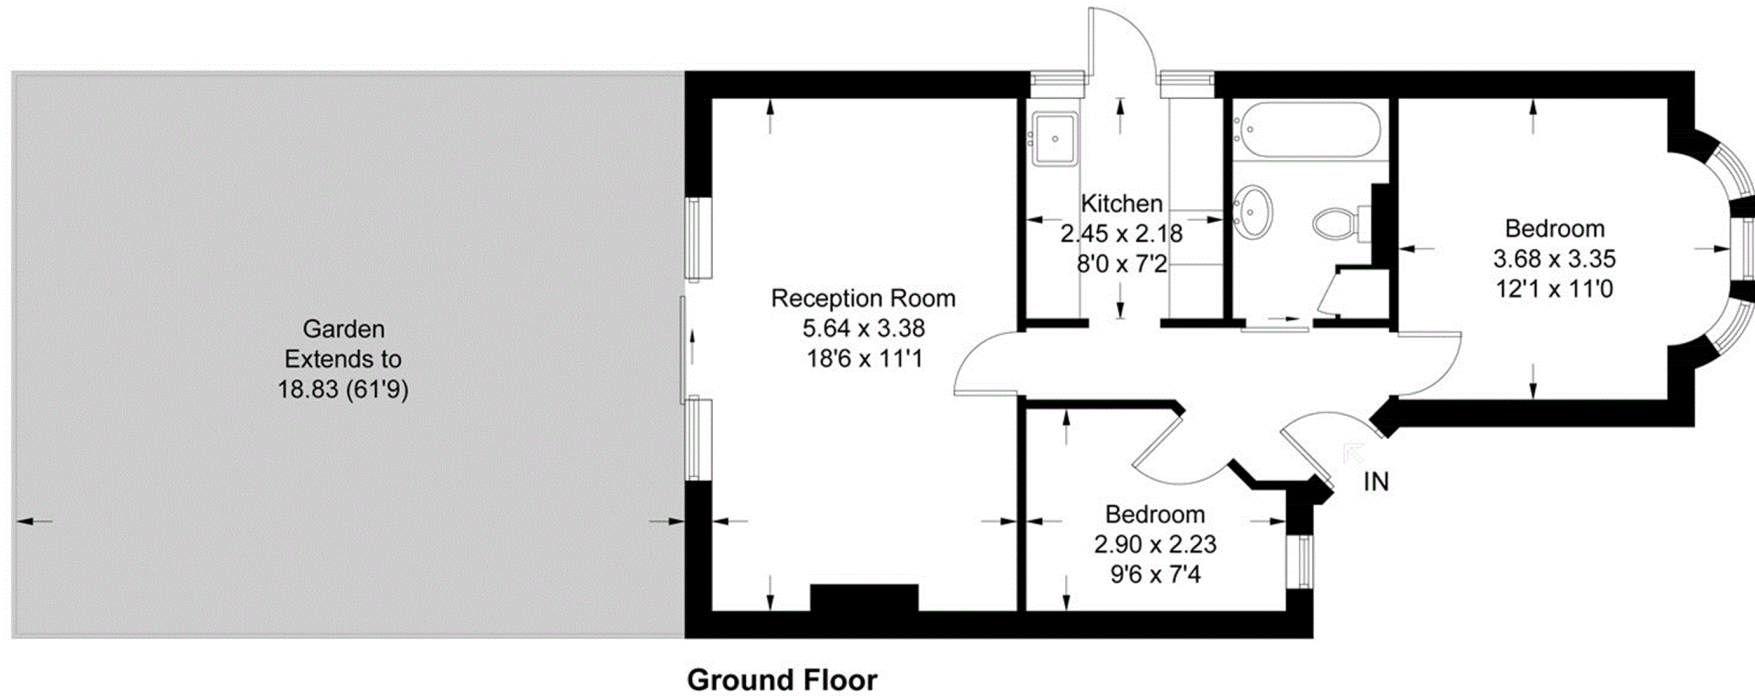 Garden
Extends to
18.83 (61'9)
Reception Room
5.64 x 3.38
18'6 x 11'1
Kitchen
2.45 x 2.18
8'0 x 7'2
Bedroom
3.68 x 3.35
12'1 x 11'0
Bedroom
2.90 x 2.23
9'6 x 7'4
IN
Ground Floor